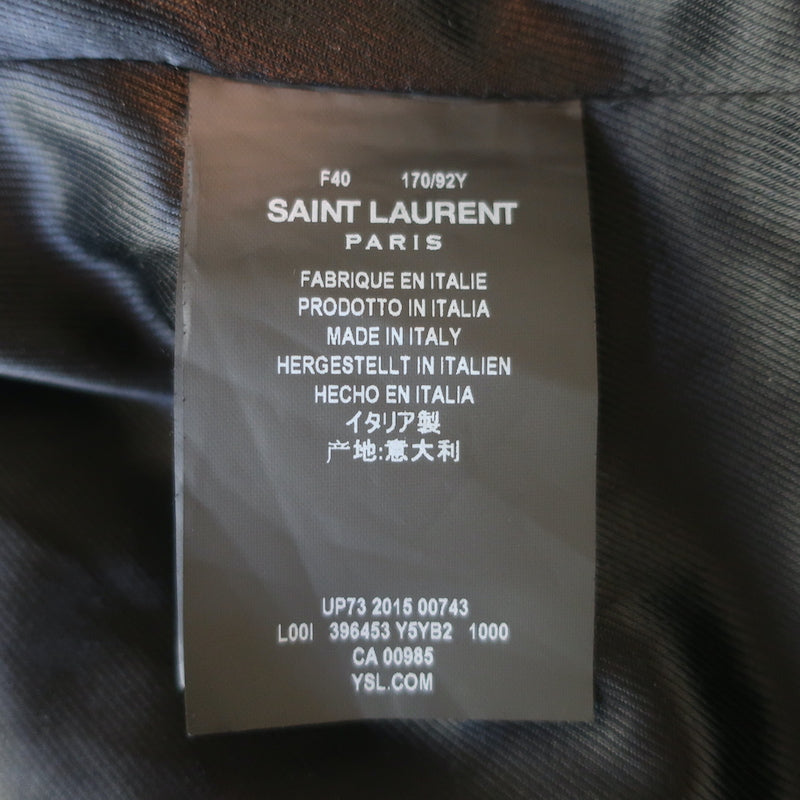 F40 170/92Y
SAINT LAURENT
PARIS
FABRIQUE EN ITALIE
PRODOTTO IN ITALIA
MADE IN ITALY
HERGESTELLT IN ITALIEN
HECHO EN ITALIA
イタリア製
产地:意大利
UP73 2015 00743
L00I 396453 Y5YB2 1000
CA 00985
YSL.COM